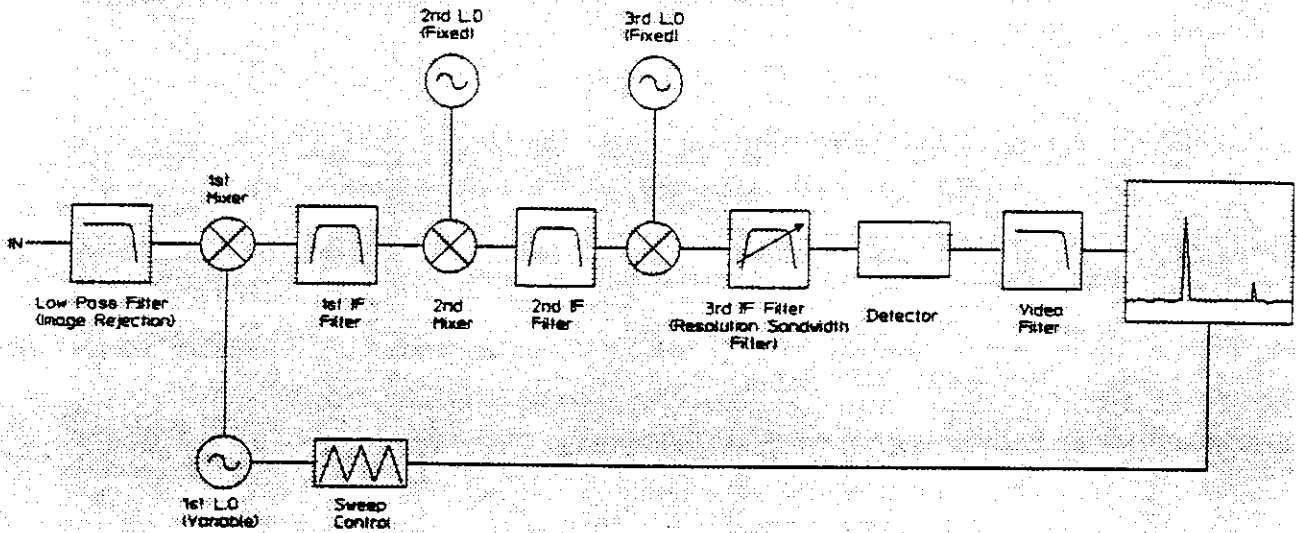 2nd L.O
(Fixed)
3rd L.O
(Fixed)
1st
Mixer
IN
Low Pass Filter
(Image Rejection)
1st IF
Filter
2nd
Mixer
2nd IF
Filter
3rd IF Filter
(Resolution Bandwidth
Filter)
Detector
Video
Filter
1st L.O
(Variable)
Sweep
Control